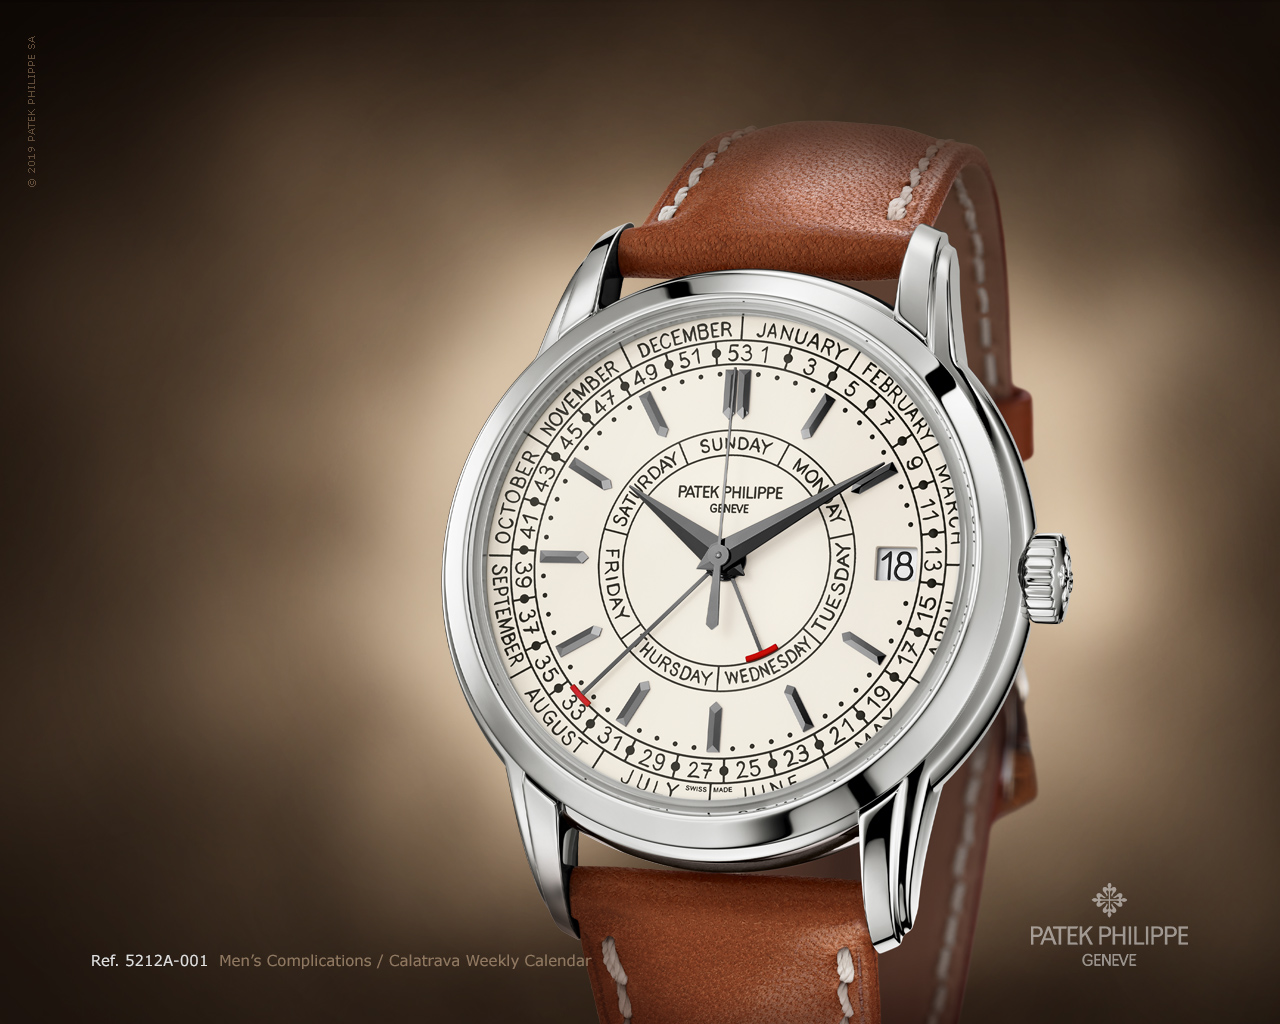 © 2019 PATEK PHILIPPE SA
DECEMBER
JANUARY
FEBRUARY
MARCH
APRIL
MAY
JUNE
JULY
AUGUST
SEPTEMBER
OCTOBER
NOVEMBER
53 1 3 5 7 9 11 13 15 17 19 21 23 25 27 29 31 33 35 37 39 41 43 45 47 49 51
SUNDAY
MONDAY
TUESDAY
WEDNESDAY
THURSDAY
FRIDAY
SATURDAY
PATEK PHILIPPE
GENEVE
18
SWISS MADE
Ref. 5212A-001 Men's Complications / Calatrava Weekly Calendar
PATEK PHILIPPE
GENEVE